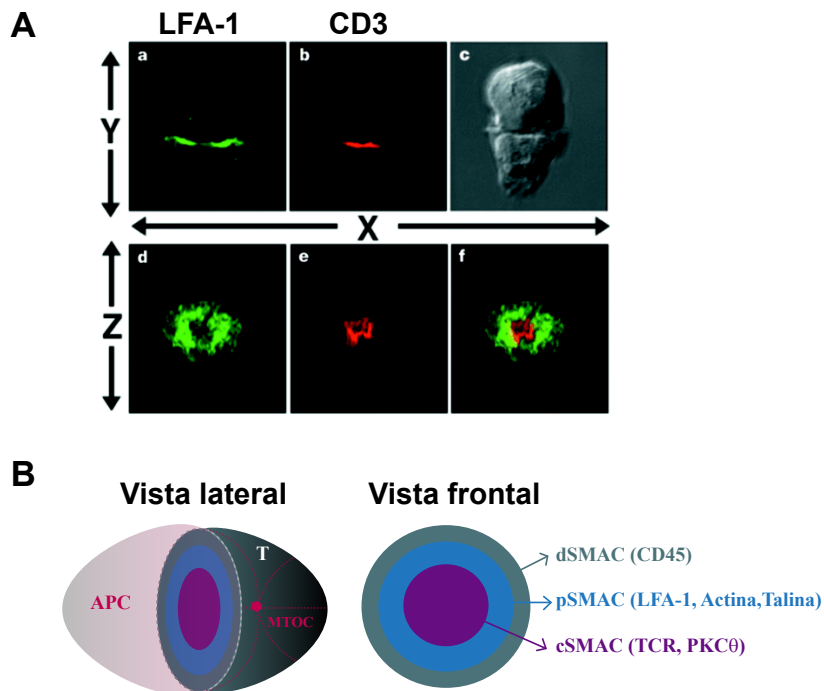 A
LFA-1 CD3
a b c
Y
X
d e f
Z
B
Vista lateral Vista frontal
T
APC
MTOC
dSMAC (CD45)
pSMAC (LFA-1, Actina,Talina)
cSMAC (TCR, PKCθ)